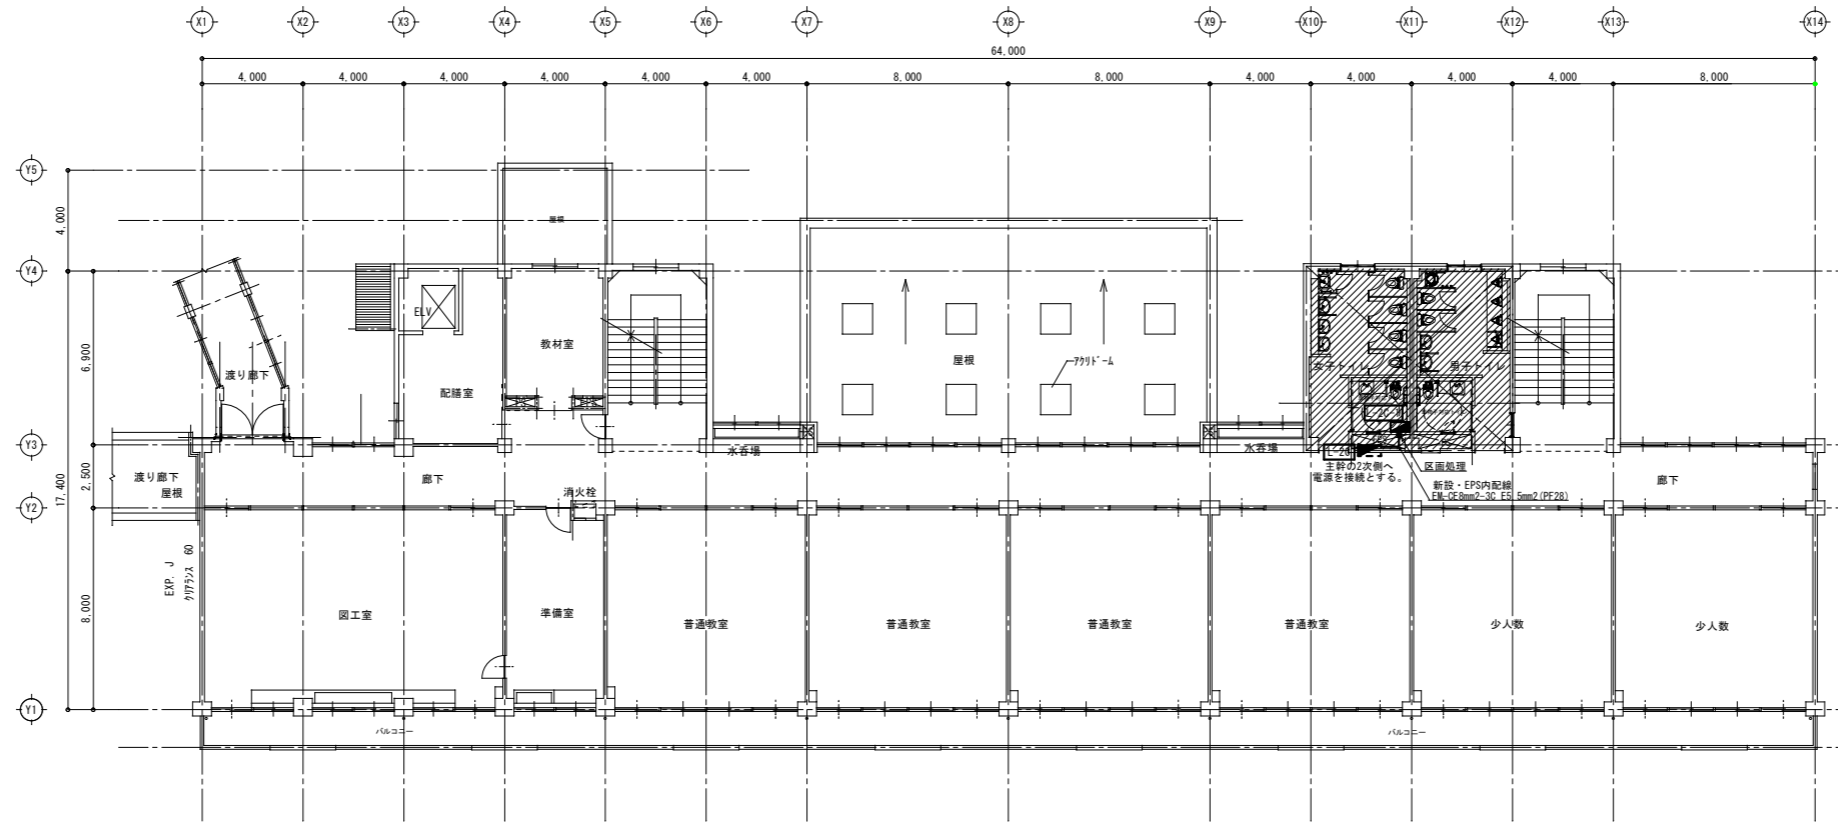 X1 X2 X3 X4 X5 X6 X7 X8 X9 X10 X11 X12 X13 X14
64,000
4,000 4,000 4,000 4,000 4,000 4,000 8,000 8,000 4,000 4,000 4,000 4,000 8,000
Y5
4,000
屋根
Y4
ELV
教材室
6,900
渡り廊下
配膳室
屋根
アクリドーム
女子トイレ
男子トイレ
Y3
水呑場
水呑場
渡り廊下
屋根
廊下
消火栓
主幹の2次側へ
電源を接続とする。
区画処理
新設・EPS内配線
EM-CE8mm2-3C E5.5mm2(PF28)
廊下
2,500
17,400
Y2
EXP. J
クリアランス 60
8,000
図工室
準備室
普通教室
普通教室
普通教室
普通教室
少人数
少人数
Y1
バルコニー
バルコニー